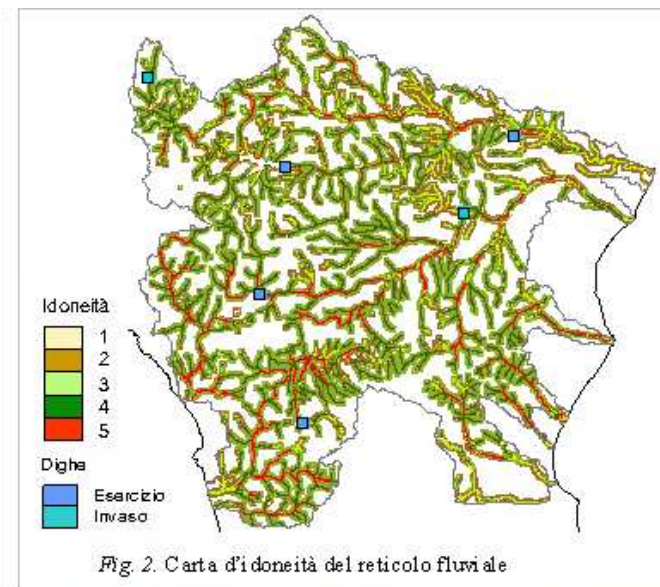 Idoneità
1
2
3
4
5
Dighe
Esercizio
Invaso
Fig. 2. Carta d'idoneità del reticolo fluviale